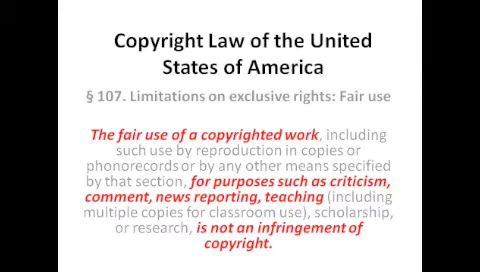 Copyright Law of the United
States of America
§ 107. Limitations on exclusive rights: Fair use
The fair use of a copyrighted work, including
such use by reproduction in copies or
phonorecords or by any other means specified
by that section, for purposes such as criticism,
comment, news reporting, teaching (including
multiple copies for classroom use), scholarship,
or research, is not an infringement of
copyright.